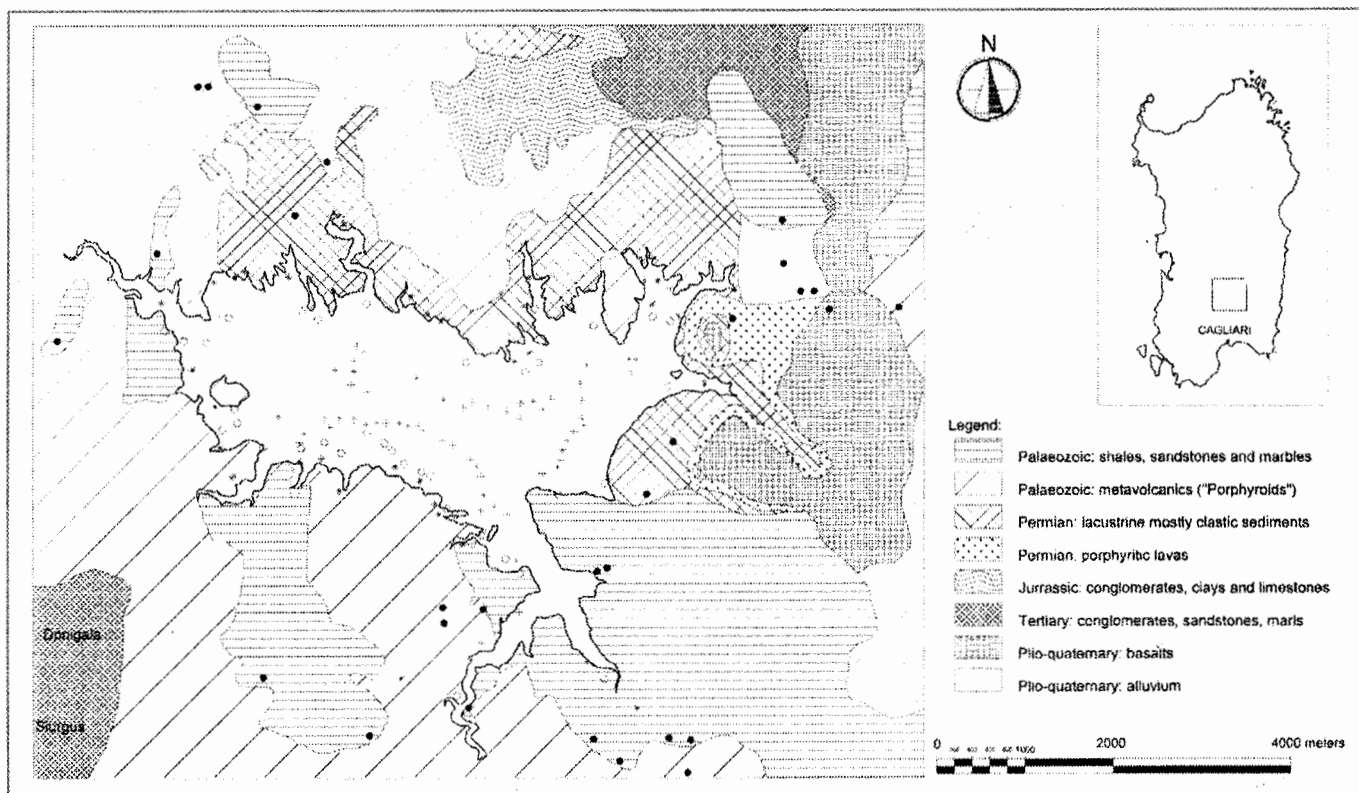 N
CAGLIARI
Legend:
Palaeozoic: shales, sandstones and marbles
Palaeozoic: metavolcanics ("Porphyroids")
Permian: lacustrine mostly clastic sediments
Permian: porphyritic lavas
Jurrassic: conglomerates, clays and limestones
Tertiary: conglomerates, sandstones, marls
Plio-quaternary: basalts
Plio-quaternary: alluvium
Donigala
Siurgus
0 1000 2000 4000 meters